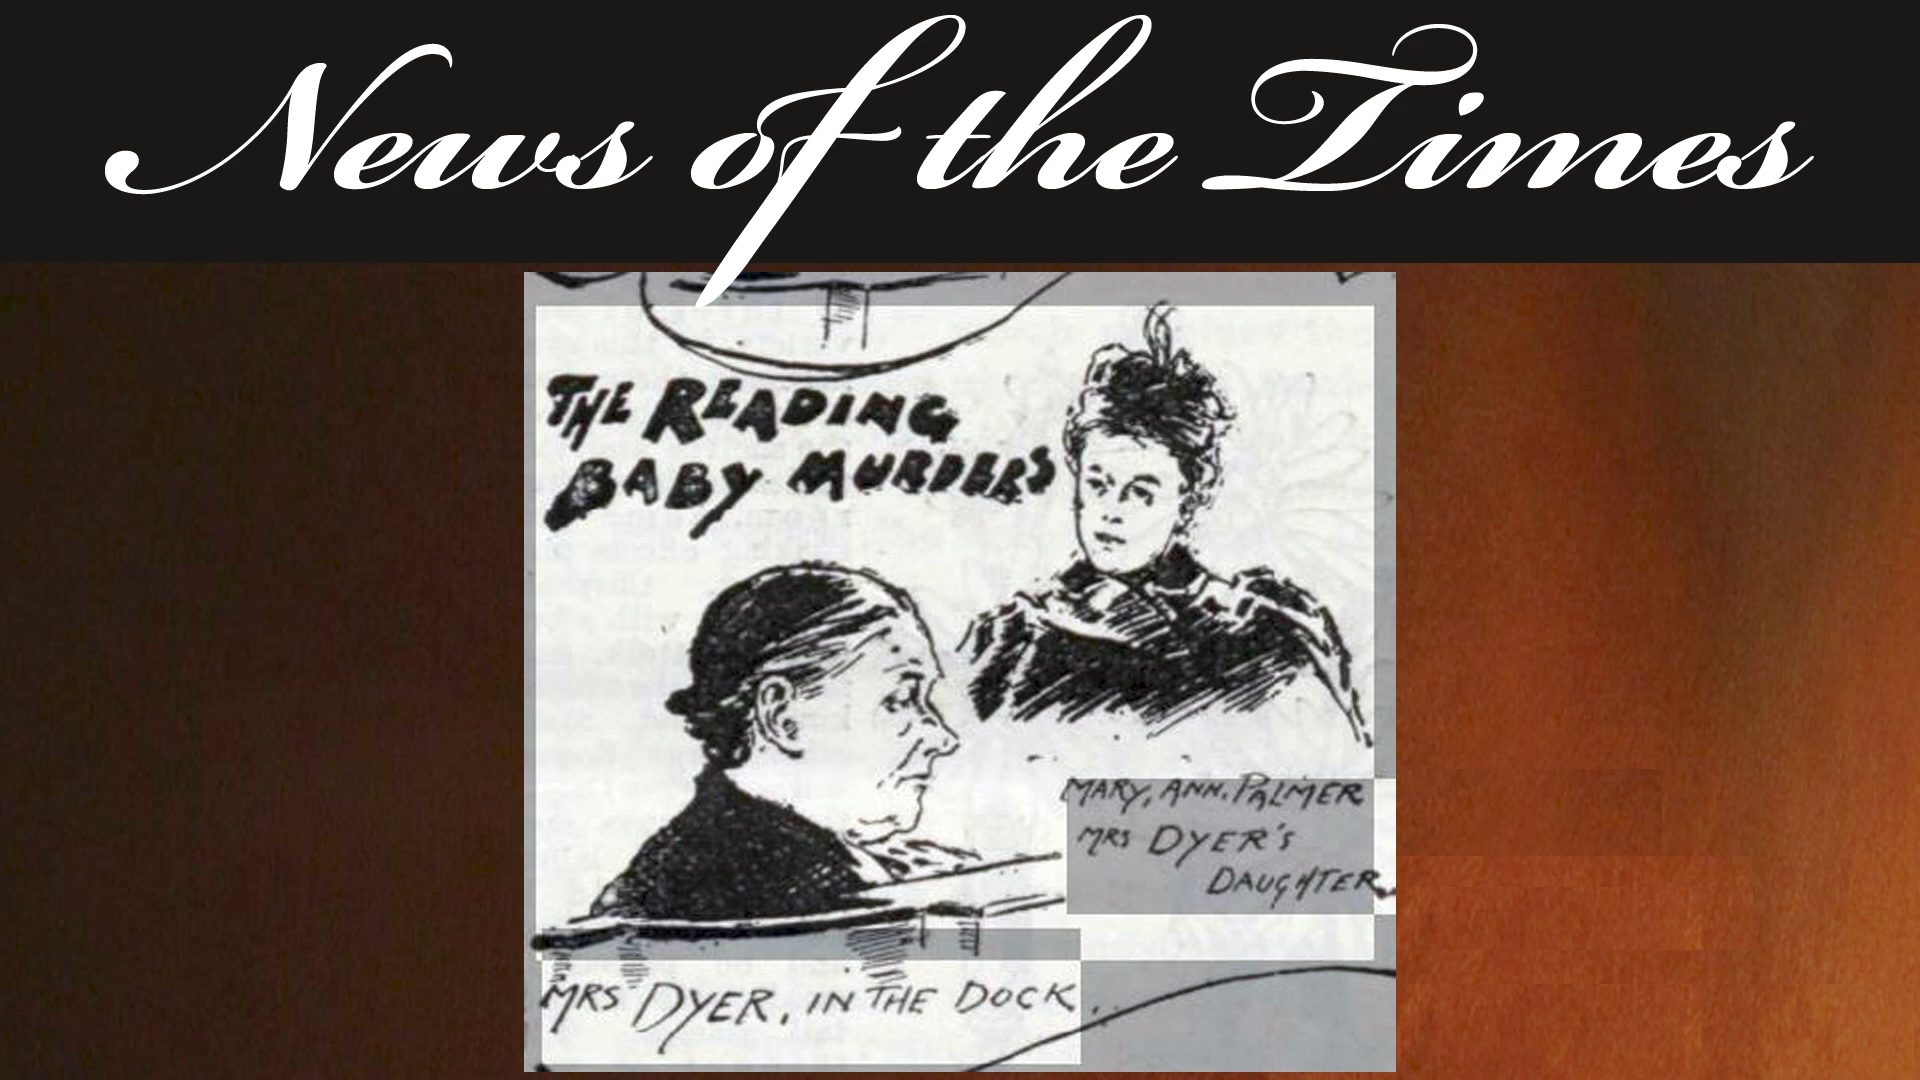 News of the Times
THE READING
BABY MURDERS
MARY, ANN. PALMER
MRS DYER'S
DAUGHTER
MRS DYER, IN THE DOCK.